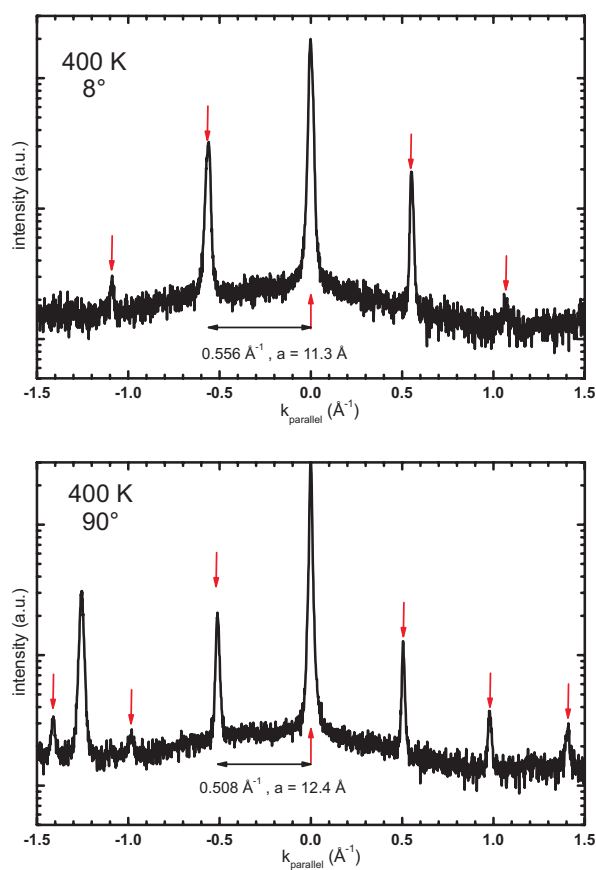 400 K
8°
intensity (a.u.)
0.556 Å⁻¹ , a = 11.3 Å
-1.5 -1.0 -0.5 0.0 0.5 1.0 1.5
k_parallel (Å⁻¹)
400 K
90°
intensity (a.u.)
0.508 Å⁻¹ , a = 12.4 Å
-1.5 -1.0 -0.5 0.0 0.5 1.0 1.5
k_parallel (Å⁻¹)